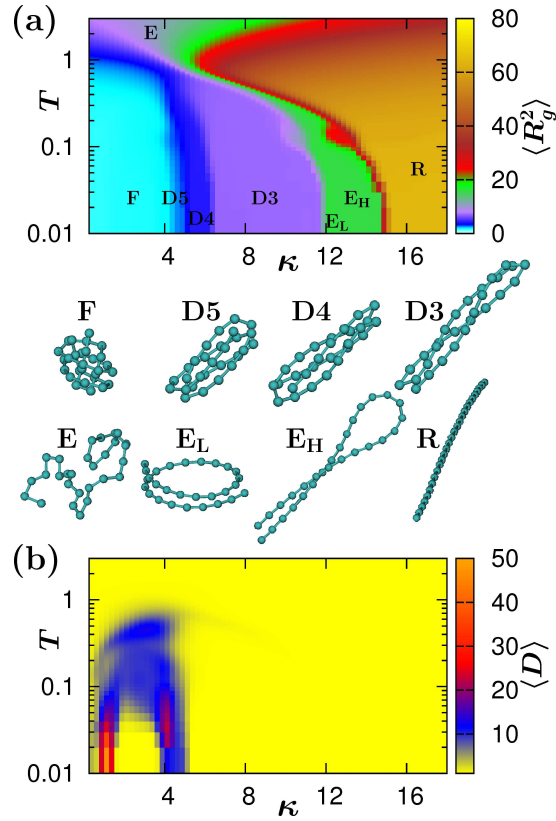 (a)
E
F
D5
D4
D3
E_L
E_H
R
T
1
0.1
0.01
4
8
12
16
κ
80
60
40
20
0
⟨R_g^2⟩
F
D5
D4
D3
E
E_L
E_H
R
(b)
T
1
0.1
0.01
4
8
12
16
κ
50
40
30
20
10
⟨D⟩